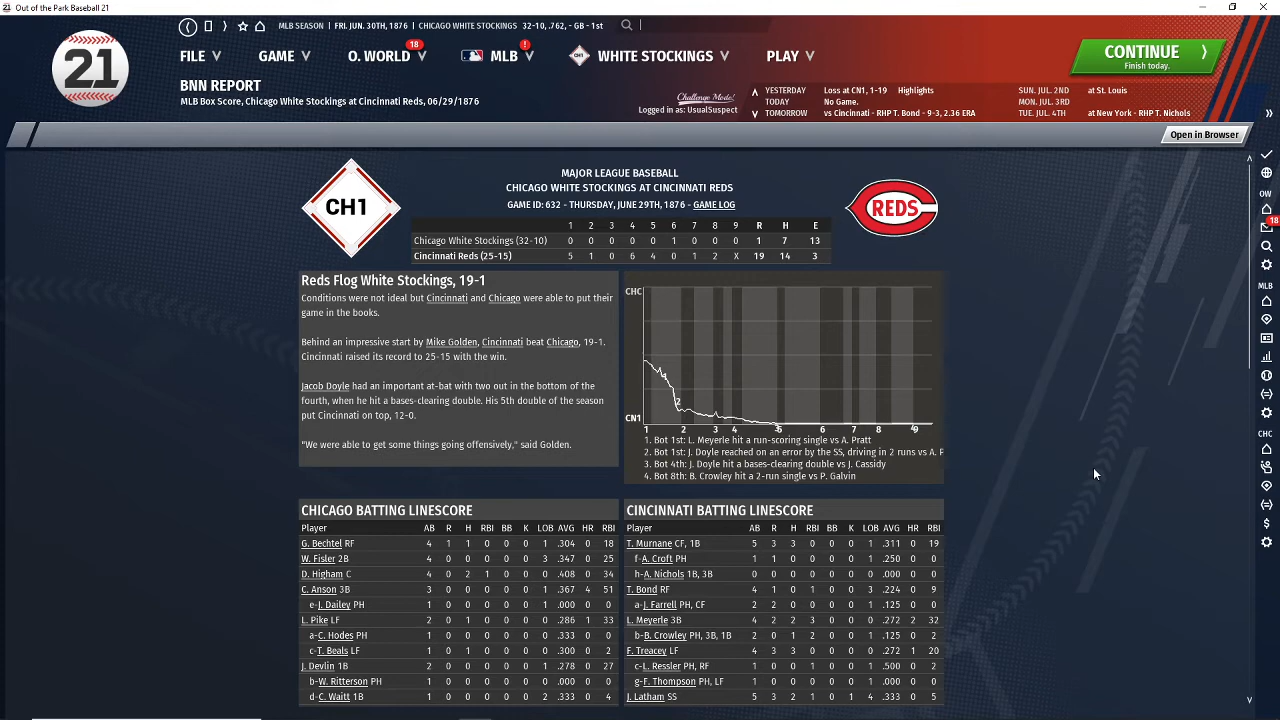 21 Out of the Park Baseball 21
MLB SEASON | FRI. JUN. 30TH, 1876 | CHICAGO WHITE STOCKINGS 32-10, .762, - GB - 1st
21
FILE GAME O. WORLD 18 MLB ! CH1 WHITE STOCKINGS PLAY
CONTINUE
Finish today.
BNN REPORT
MLB Box Score, Chicago White Stockings at Cincinnati Reds, 06/29/1876
Challenge Mode!
Logged in as: UsualSuspect
YESTERDAY Loss at CN1, 1-19 Highlights SUN. JUL. 2ND at St. Louis
TODAY No Game. MON. JUL. 3RD
TOMORROW vs Cincinnati - RHP T. Bond - 9-3, 2.36 ERA TUE. JUL. 4TH at New York - RHP T. Nichols
Open in Browser
CH1
MAJOR LEAGUE BASEBALL
CHICAGO WHITE STOCKINGS AT CINCINNATI REDS
GAME ID: 632 - THURSDAY, JUNE 29TH, 1876 - GAME LOG
REDS
1 2 3 4 5 6 7 8 9 R H E
Chicago White Stockings (32-10) 0 0 0 0 0 1 0 0 0 1 7 13
Cincinnati Reds (25-15) 5 1 0 6 4 0 1 2 X 19 14 3
Reds Flog White Stockings, 19-1
Conditions were not ideal but Cincinnati and Chicago were able to put their
game in the books.
Behind an impressive start by Mike Golden, Cincinnati beat Chicago, 19-1.
Cincinnati raised its record to 25-15 with the win.
Jacob Doyle had an important at-bat with two out in the bottom of the
fourth, when he hit a bases-clearing double. His 5th double of the season
put Cincinnati on top, 12-0.
"We were able to get some things going offensively," said Golden.
CHC
2
CN1
1 2 3 4 5 6 7 8 9
1. Bot 1st: L. Meyerle hit a run-scoring single vs A. Pratt
2. Bot 1st: J. Doyle reached on an error by the SS, driving in 2 runs vs A. F
3. Bot 4th: J. Doyle hit a bases-clearing double vs J. Cassidy
4. Bot 8th: B. Crowley hit a 2-run single vs P. Galvin
CHICAGO BATTING LINESCORE
Player AB R H RBI BB K LOB AVG HR RBI
G. Bechtel RF 4 1 1 0 0 0 1 .304 0 18
W. Fisler 2B 4 0 0 0 0 0 3 .347 0 25
D. Higham C 4 0 2 1 0 0 0 .408 0 34
C. Anson 3B 3 0 0 0 0 0 1 .367 4 51
e-J. Dailey PH 1 0 0 0 0 0 1 .000 0 0
L. Pike LF 2 0 1 0 0 0 0 .286 1 33
a-C. Hodes PH 1 0 0 0 0 0 0 .333 0 0
c-T. Beals LF 1 0 1 0 0 0 0 .300 0 2
J. Devlin 1B 2 0 0 0 0 0 1 .278 0 27
b-W. Ritterson PH 1 0 0 0 0 0 0 .000 0 0
d-C. Waitt 1B 1 0 0 0 0 0 2 .333 0 4
CINCINNATI BATTING LINESCORE
Player AB R H RBI BB K LOB AVG HR RBI
T. Murnane CF, 1B 5 3 3 0 0 0 1 .311 0 19
f-A. Croft PH 1 0 0 0 0 0 1 .250 0 0
h-A. Nichols 1B, 3B 0 0 0 0 0 0 0 .000 0 0
T. Bond RF 4 1 0 1 0 0 3 .224 0 9
a-J. Farrell PH, CF 2 2 0 0 0 0 1 .125 0 0
L. Meyerle 3B 4 2 2 3 0 0 0 .272 2 32
b-B. Crowley PH, 3B, 1B 2 0 1 2 0 0 1 .125 0 2
F. Treacey LF 4 3 3 0 0 0 0 .272 1 20
c-L. Ressler PH, RF 1 0 0 1 0 0 1 .500 0 2
g-F. Thompson PH, LF 1 0 0 0 0 0 1 .000 0 0
J. Latham SS 5 3 2 1 0 1 4 .333 0 5
OW
18
MLB
CHC